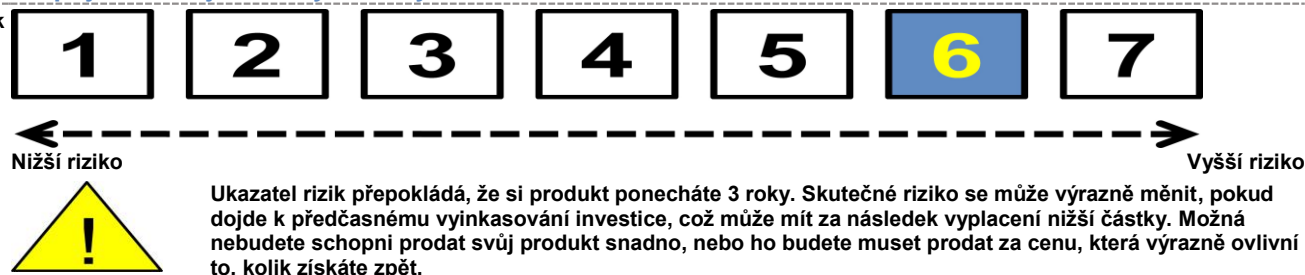 k
1 2 3 4 5 6 7
Nižší riziko Vyšší riziko
!
Ukazatel rizik přepokládá, že si produkt ponecháte 3 roky. Skutečné riziko se může výrazně měnit, pokud
dojde k předčasnému vyinkasování investice, což může mít za následek vyplacení nižší částky. Možná
nebudete schopni prodat svůj produkt snadno, nebo ho budete muset prodat za cenu, která výrazně ovlivní
to, kolik získáte zpět.